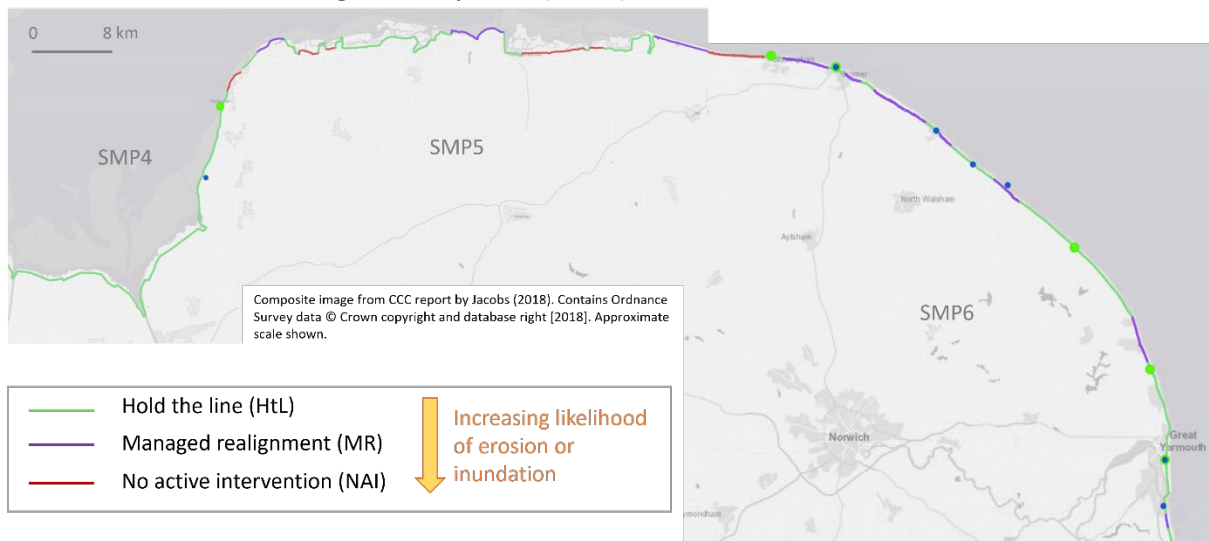 0 8 km
SMP4
SMP5
North Walsham
Aylsham
SMP6
Composite image from CCC report by Jacobs (2018). Contains Ordnance
Survey data © Crown copyright and database right [2018]. Approximate
scale shown.
Hold the line (HtL)
Managed realignment (MR)
No active intervention (NAI)
Increasing likelihood
of erosion or
inundation
Norwich
Great
Yarmouth